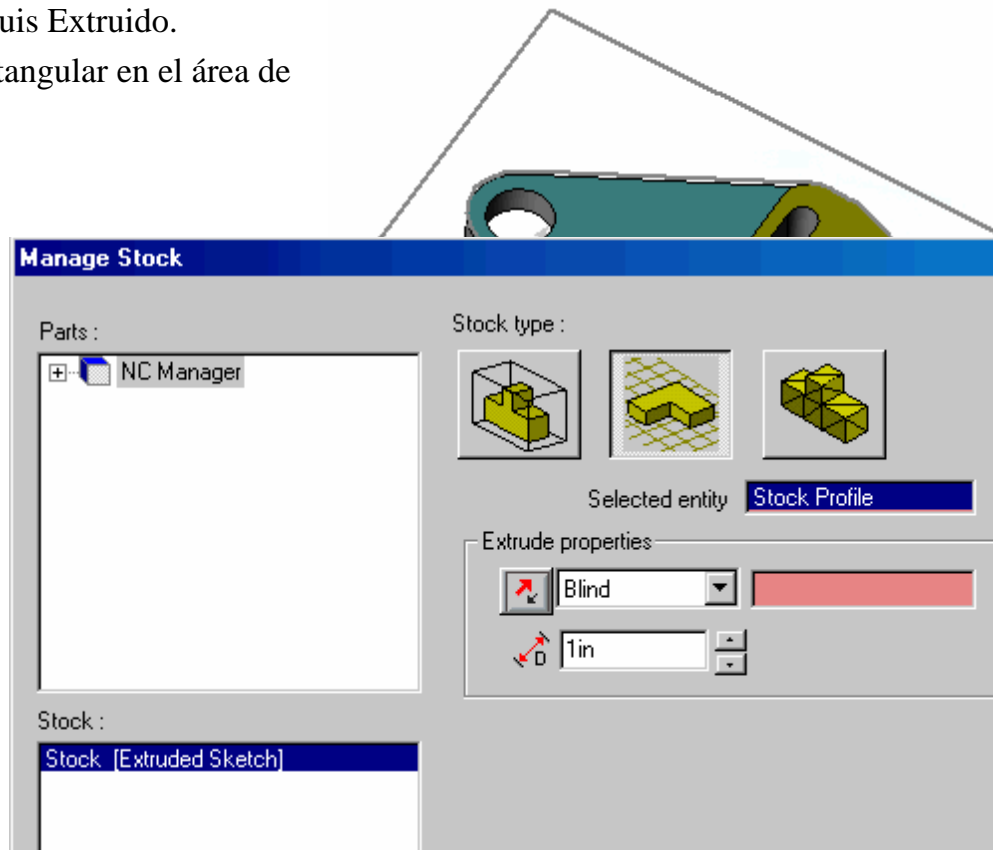 uis Extruido.
tangular en el área de
Manage Stock
Parts :
NC Manager
Stock type :
Selected entity Stock Profile
Extrude properties
Blind
D 1in
Stock :
Stock [Extruded Sketch]